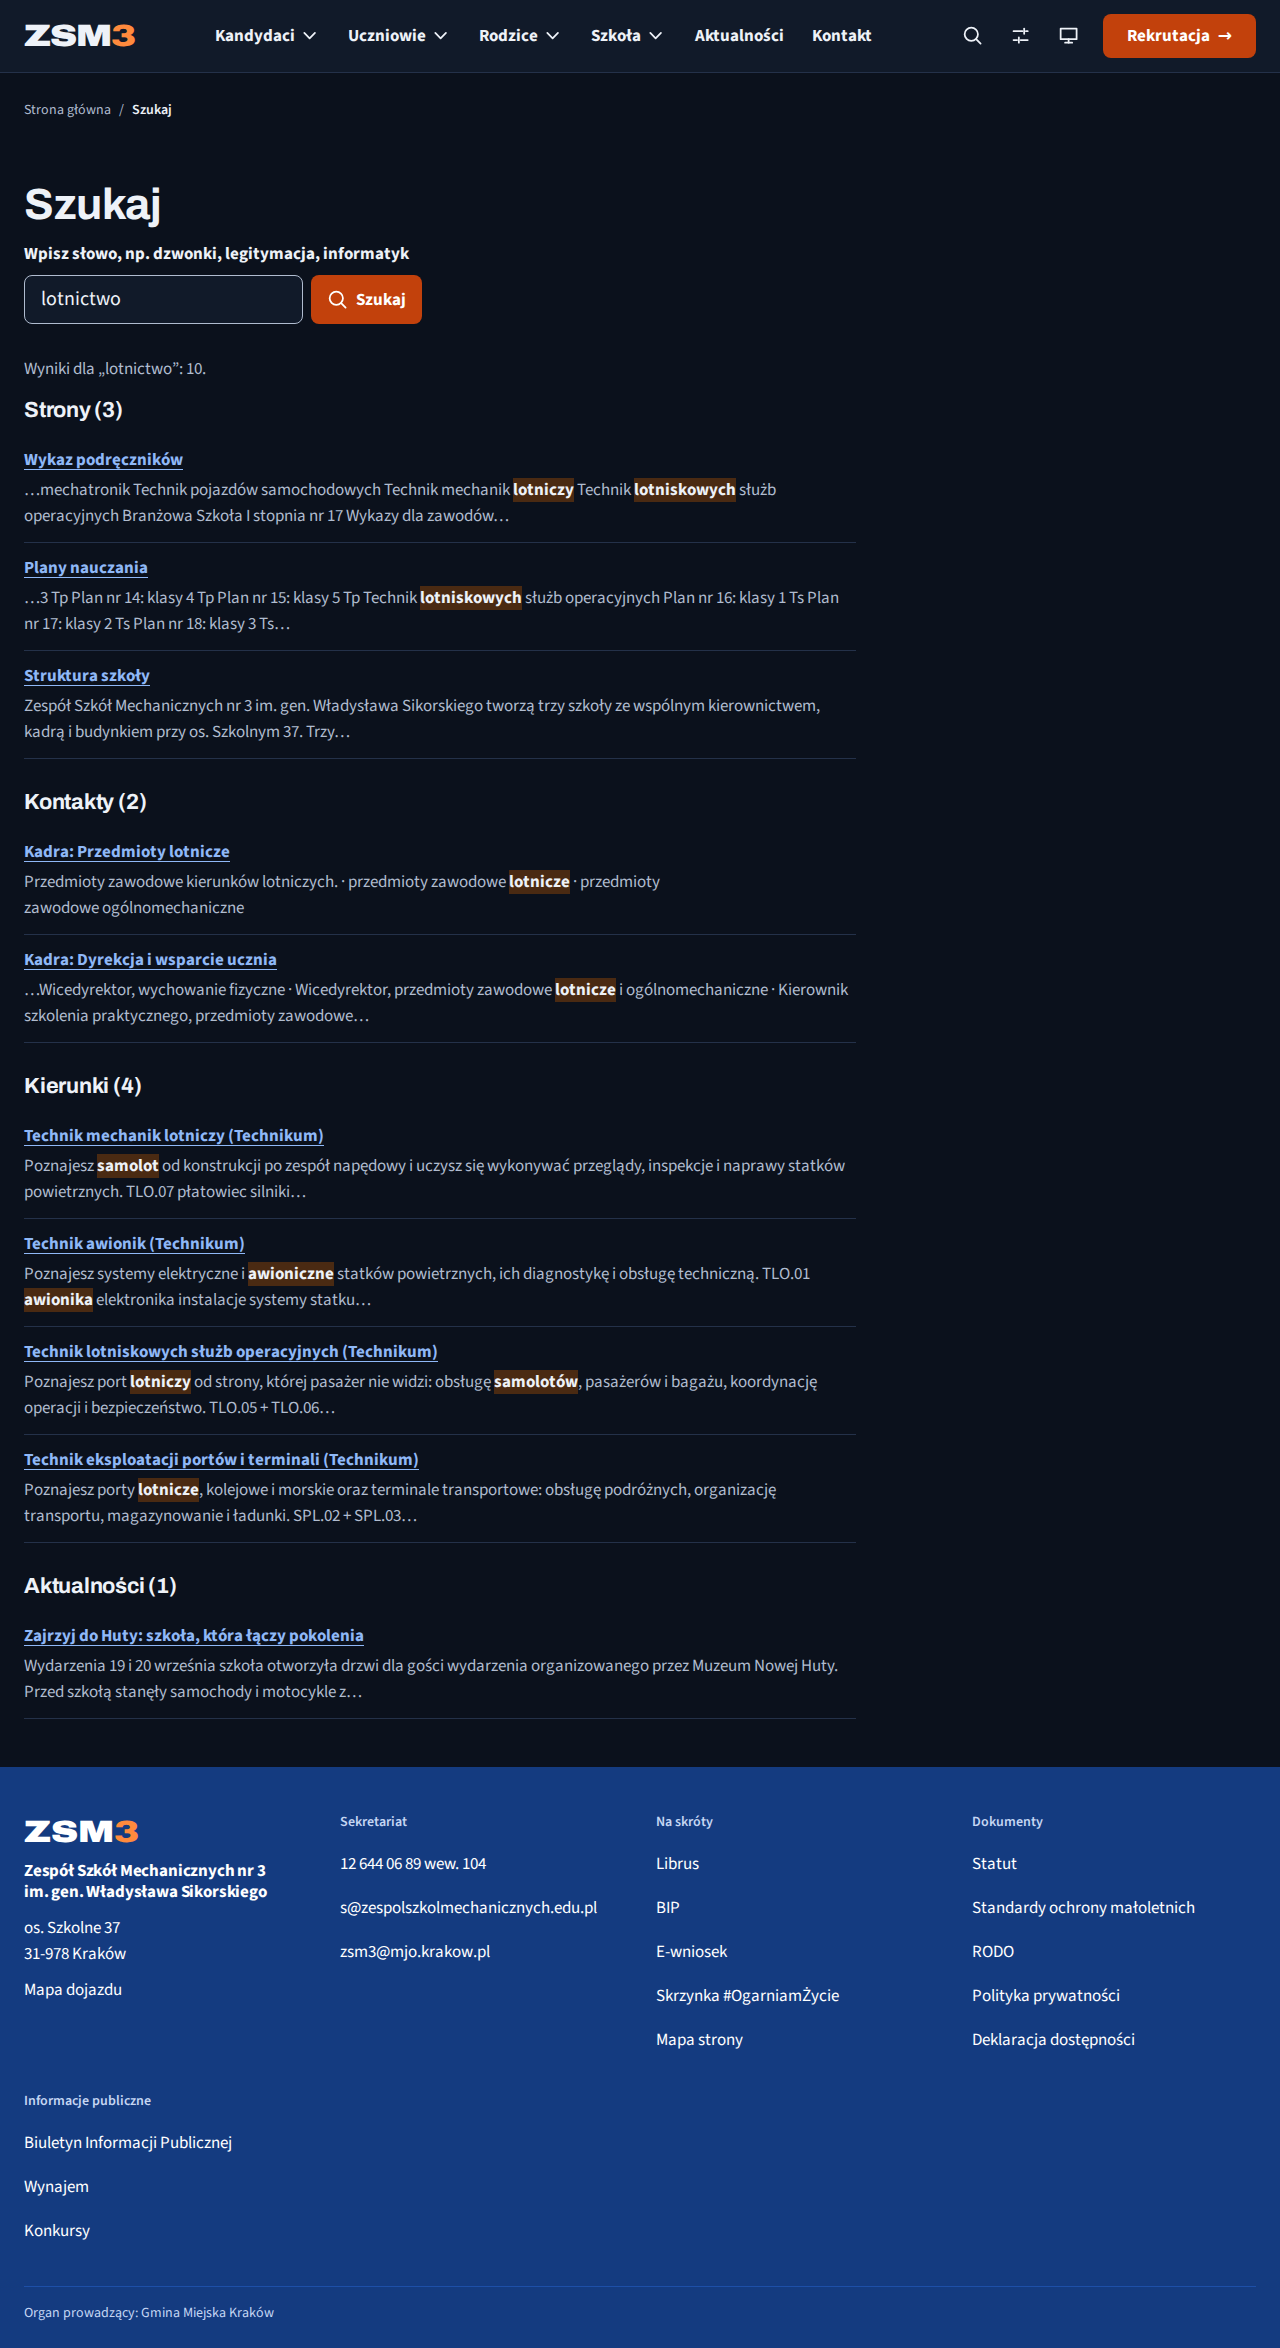 ZSM3
Kandydaci
Uczniowie
Rodzice
Szkoła
Aktualności
Kontakt
Rekrutacja →
Strona główna / Szukaj
Szukaj
Wpisz słowo, np. dzwonki, legitymacja, informatyk
lotnictwo
Szukaj
Wyniki dla „lotnictwo”: 10.
Strony (3)
Wykaz podręczników
…mechatronik Technik pojazdów samochodowych Technik mechanik lotniczy Technik lotniskowych służb
operacyjnych Branżowa Szkoła I stopnia nr 17 Wykazy dla zawodów…
Plany nauczania
…3 Tp Plan nr 14: klasy 4 Tp Plan nr 15: klasy 5 Tp Technik lotniskowych służb operacyjnych Plan nr 16: klasy 1 Ts Plan
nr 17: klasy 2 Ts Plan nr 18: klasy 3 Ts…
Struktura szkoły
Zespół Szkół Mechanicznych nr 3 im. gen. Władysława Sikorskiego tworzą trzy szkoły ze wspólnym kierownictwem,
kadrą i budynkiem przy os. Szkolnym 37. Trzy…
Kontakty (2)
Kadra: Przedmioty lotnicze
Przedmioty zawodowe kierunków lotniczych. · przedmioty zawodowe lotnicze · przedmioty
zawodowe ogólnomechaniczne
Kadra: Dyrekcja i wsparcie ucznia
…Wicedyrektor, wychowanie fizyczne · Wicedyrektor, przedmioty zawodowe lotnicze i ogólnomechaniczne · Kierownik
szkolenia praktycznego, przedmioty zawodowe…
Kierunki (4)
Technik mechanik lotniczy (Technikum)
Poznajesz samolot od konstrukcji po zespół napędowy i uczysz się wykonywać przeglądy, inspekcje i naprawy statków
powietrznych. TLO.07 płatowiec silniki…
Technik awionik (Technikum)
Poznajesz systemy elektryczne i awioniczne statków powietrznych, ich diagnostykę i obsługę techniczną. TLO.01
awionika elektronika instalacje systemy statku…
Technik lotniskowych służb operacyjnych (Technikum)
Poznajesz port lotniczy od strony, której pasażer nie widzi: obsługę samolotów, pasażerów i bagażu, koordynację
operacji i bezpieczeństwo. TLO.05 + TLO.06…
Technik eksploatacji portów i terminali (Technikum)
Poznajesz porty lotnicze, kolejowe i morskie oraz terminale transportowe: obsługę podróżnych, organizację
transportu, magazynowanie i ładunki. SPL.02 + SPL.03…
Aktualności (1)
Zajrzyj do Huty: szkoła, która łączy pokolenia
Wydarzenia 19 i 20 września szkoła otworzyła drzwi dla gości wydarzenia organizowanego przez Muzeum Nowej Huty.
Przed szkołą stanęły samochody i motocykle z…
ZSM3
Zespół Szkół Mechanicznych nr 3
im. gen. Władysława Sikorskiego
os. Szkolne 37
31-978 Kraków
Mapa dojazdu
Sekretariat
12 644 06 89 wew. 104
s@zespolszkolmechanicznych.edu.pl
zsm3@mjo.krakow.pl
Na skróty
Librus
BIP
E-wniosek
Skrzynka #OgarniamŻycie
Mapa strony
Dokumenty
Statut
Standardy ochrony małoletnich
RODO
Polityka prywatności
Deklaracja dostępności
Informacje publiczne
Biuletyn Informacji Publicznej
Wynajem
Konkursy
Organ prowadzący: Gmina Miejska Kraków